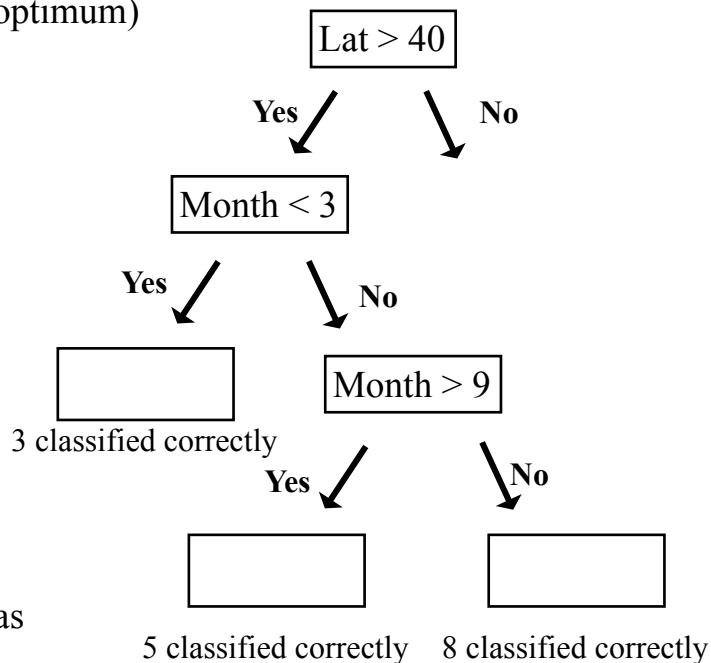 optimum)
Lat > 40
Yes
No
Month < 3
Yes
No
Month > 9
3 classified correctly
Yes
No
as
5 classified correctly
8 classified correctly